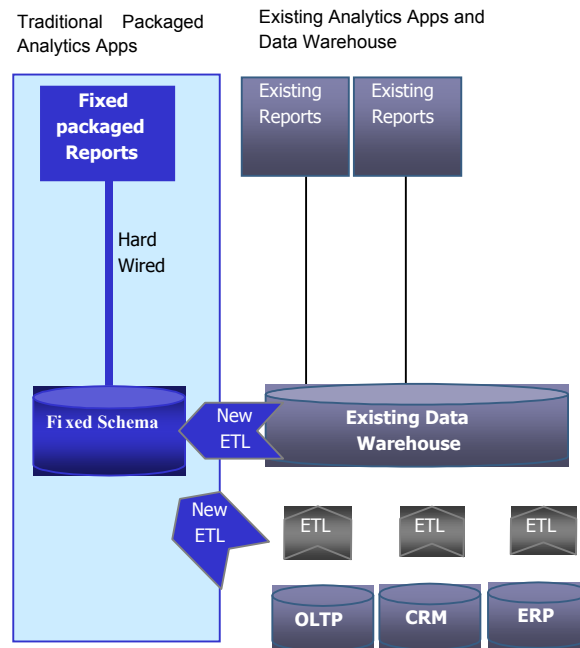 Traditional Packaged
Analytics Apps
Existing Analytics Apps and
Data Warehouse
Fixed
packaged
Reports
Existing
Reports
Existing
Reports
Hard
Wired
Fixed Schema
New
ETL
Existing Data
Warehouse
New
ETL
ETL
ETL
ETL
OLTP
CRM
ERP